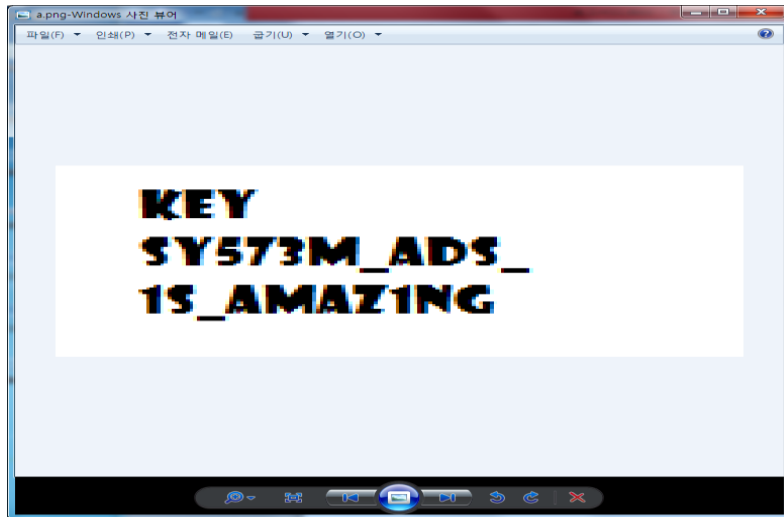 a.png-Windows 사진 뷰어
파일(F) 인쇄(P) 전자 메일(E) 굽기(U) 열기(O)
KEY
SY573M_ADS_
1S_AMAZ1NG